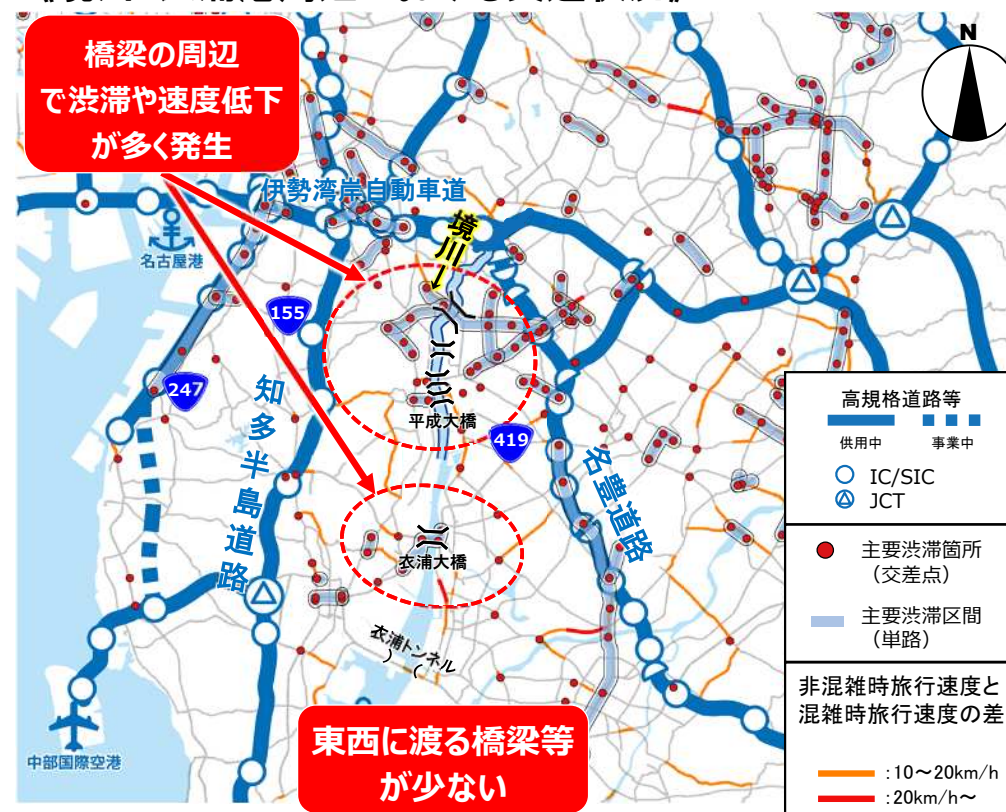 橋梁の周辺
で渋滞や速度低下
が多く発生
N
伊勢湾岸自動車道
境川
名古屋港
155
247
知多半島道路
平成大橋
419
名豊道路
衣浦大橋
衣浦トンネル
中部国際空港
東西に渡る橋梁等
が少ない
高規格道路等
供用中 事業中
IC/SIC
JCT
主要渋滞箇所
(交差点)
主要渋滞区間
(単路)
非混雑時旅行速度と
混雑時旅行速度の差
:10～20km/h
:20km/h～